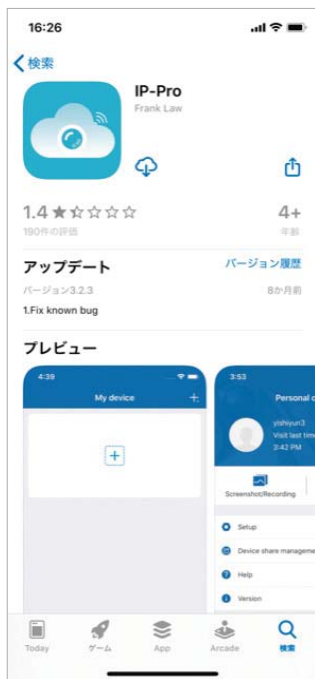 16:26
検索
IP-Pro
Frank Law
1.4
4+
190件の評価
年齢
アップデート
バージョン履歴
バージョン3.2.3
8か月前
1.Fix known bug
プレビュー
4:39
My device
3:53
Personal c
yishiyun3
Visit last time
3:42 PM
Screenshot/Recording
Setup
Device share manageme
Help
Version
Today
ゲーム
App
Arcade
検索